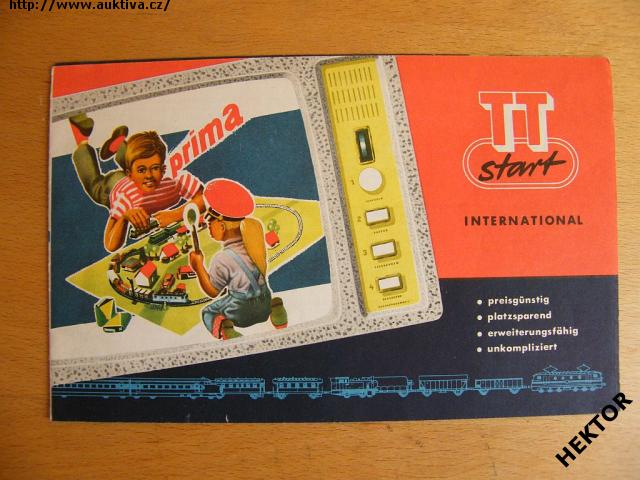 http://www.auktiva.cz/
prima
1
2
3
4
TT
start
INTERNATIONAL
• preisgünstig
• platzsparend
• erweiterungsfähig
• unkompliziert
HEKTOR